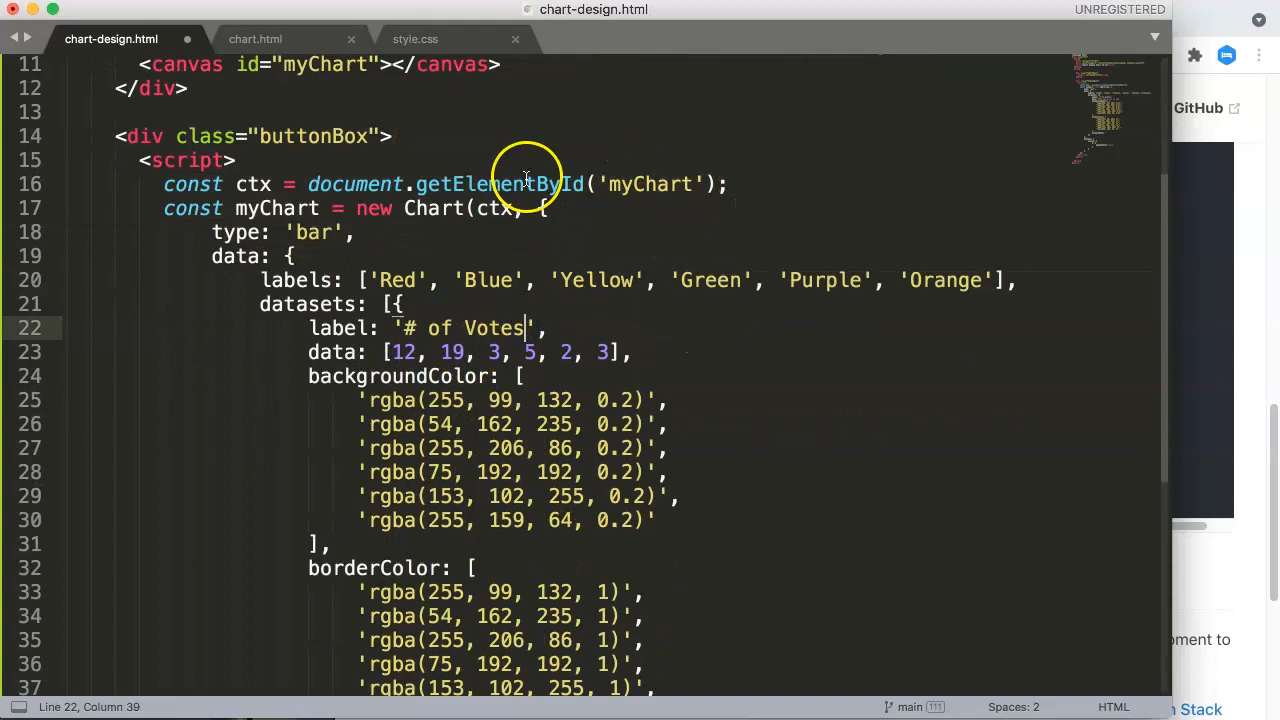 chart-design.html
UNREGISTERED
chart-design.html
chart.html
style.css
11 <canvas id="myChart"></canvas>
12 </div>
13
14 <div class="buttonBox">
15 <script>
16 const ctx = document.getElementById('myChart');
17 const myChart = new Chart(ctx, {
18 type: 'bar',
19 data: {
20 labels: ['Red', 'Blue', 'Yellow', 'Green', 'Purple', 'Orange'],
21 datasets: [{
22 label: '# of Votes',
23 data: [12, 19, 3, 5, 2, 3],
24 backgroundColor: [
25 'rgba(255, 99, 132, 0.2)',
26 'rgba(54, 162, 235, 0.2)',
27 'rgba(255, 206, 86, 0.2)',
28 'rgba(75, 192, 192, 0.2)',
29 'rgba(153, 102, 255, 0.2)',
30 'rgba(255, 159, 64, 0.2)'
31 ],
32 borderColor: [
33 'rgba(255, 99, 132, 1)',
34 'rgba(54, 162, 235, 1)',
35 'rgba(255, 206, 86, 1)',
36 'rgba(75, 192, 192, 1)',
37 'rgba(153, 102, 255, 1)',
GitHub
oment to
n Stack
Line 22, Column 39
main 111
Spaces: 2
HTML